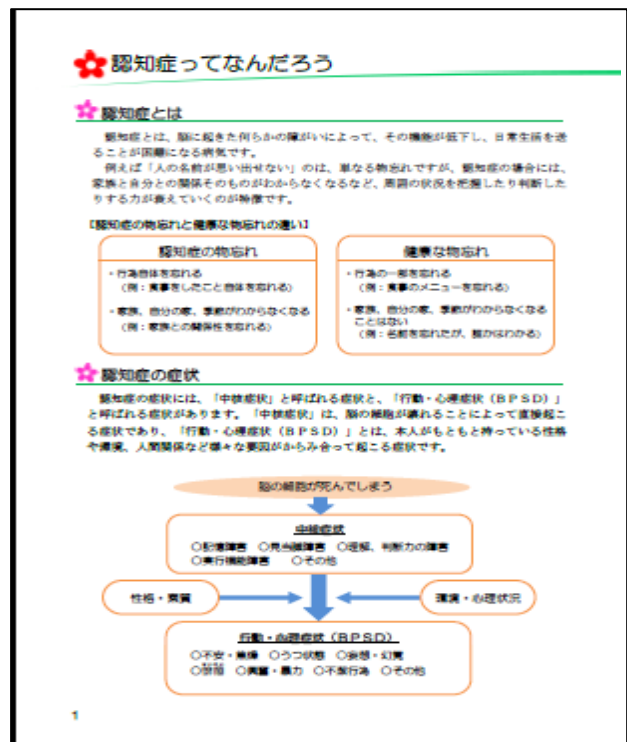 認知症ってなんだろう
認知症とは
認知症とは、脳に起きた何らかの障がいによって、その機能が低下し、日常生活を送
ることが困難になる病気です。
例えば「人の名前が思い出せない」のは、単なる物忘れですが、認知症の場合には、
家族と自分との関係そのものがわからなくなるなど、周囲の状況を把握したり判断した
りする力が衰えていくのが特徴です。
【認知症の物忘れと健康な物忘れの違い】
認知症の物忘れ
・行為自体を忘れる
(例:食事をしたこと自体を忘れる)
・家族、自分の家、季節がわからなくなる
(例:家族との関係性を忘れる)
健康な物忘れ
・行為の一部を忘れる
(例:食事のメニューを忘れる)
・家族、自分の家、季節がわからなくなる
ことはない
(例:名前を忘れたが、顔かはわかる)
認知症の症状
認知症の症状には、「中核症状」と呼ばれる症状と、「行動・心理症状(BPSD)」
と呼ばれる症状があります。「中核症状」は、脳の細胞が壊れることによって直接起こ
る症状であり、「行動・心理症状(BPSD)」とは、本人がもともと持っている性格
や環境、人間関係など様々な要因がからみ合って起こる症状です。
脳の細胞が死んでしまう
中核症状
○記憶障害 ○見当識障害 ○理解、判断力の障害
○実行機能障害 ○その他
性格・素質
環境・心理状況
行動・心理症状(BPSD)
○不安・焦燥 ○うつ状態 ○妄想・幻覚
○徘徊 ○興奮・暴力 ○不潔行為 ○その他
1